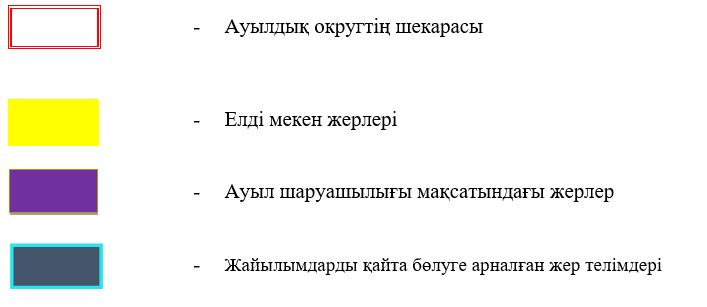 - Ауылдық округтің шекарасы
- Елді мекен жерлері
- Ауыл шаруашылығы мақсатындағы жерлер
- Жайылымдарды қайта бөлуге арналған жер телімдері